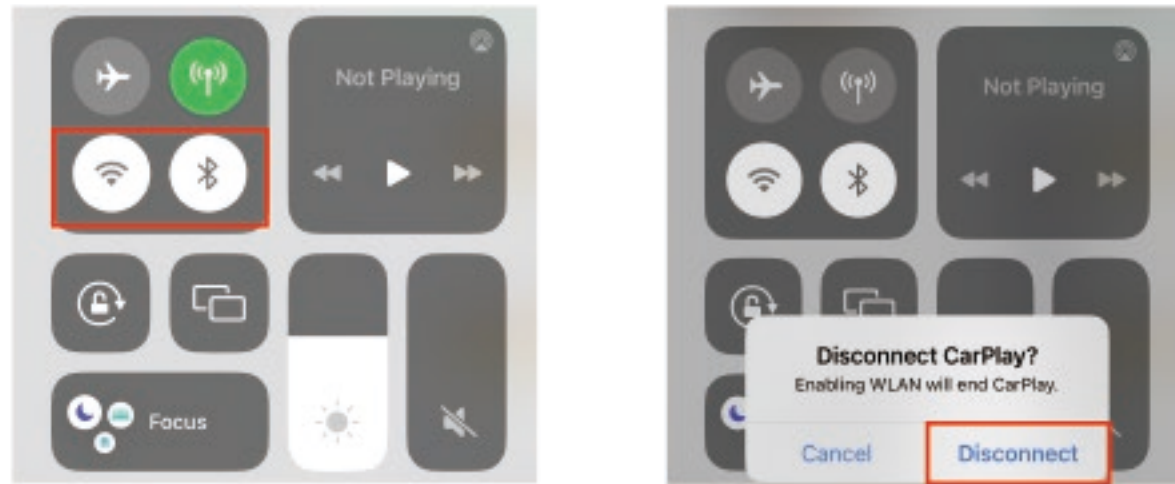 Not Playing
Focus
Not Playing
Disconnect CarPlay?
Enabling WLAN will end CarPlay.
Cancel
Disconnect